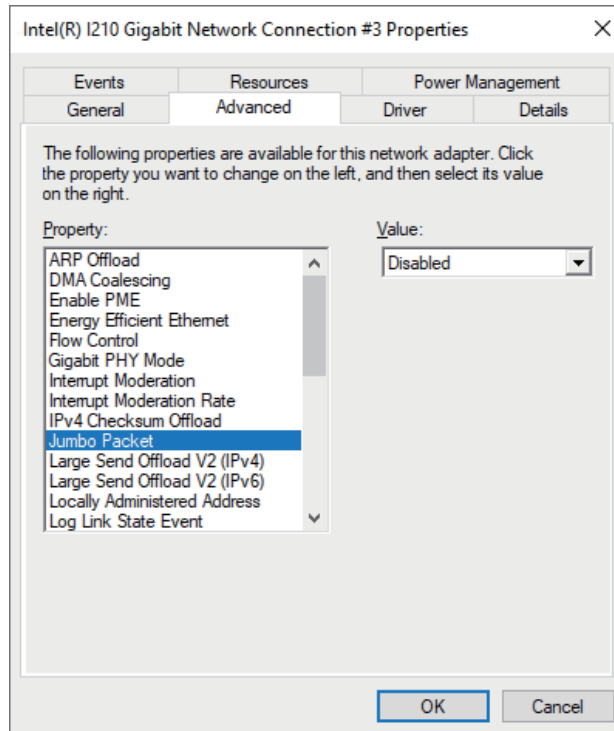 Intel(R) I210 Gigabit Network Connection #3 Properties
Events Resources Power Management
General Advanced Driver Details
The following properties are available for this network adapter. Click
the property you want to change on the left, and then select its value
on the right.
Property: Value:
ARP Offload Disabled
DMA Coalescing
Enable PME
Energy Efficient Ethernet
Flow Control
Gigabit PHY Mode
Interrupt Moderation
Interrupt Moderation Rate
IPv4 Checksum Offload
Jumbo Packet
Large Send Offload V2 (IPv4)
Large Send Offload V2 (IPv6)
Locally Administered Address
Log Link State Event
OK Cancel